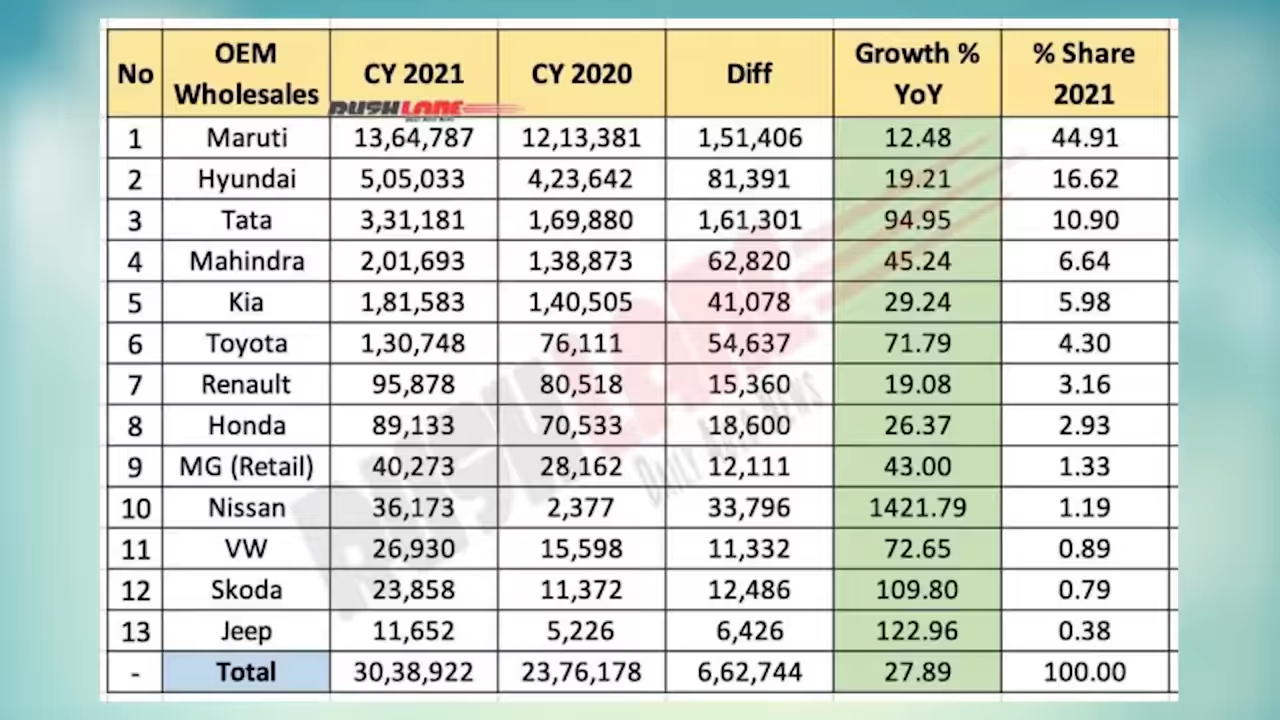 No OEM Wholesales CY 2021 CY 2020 Diff Growth % YoY % Share 2021
RUSHLANE
1 Maruti 13,64,787 12,13,381 1,51,406 12.48 44.91
2 Hyundai 5,05,033 4,23,642 81,391 19.21 16.62
3 Tata 3,31,181 1,69,880 1,61,301 94.95 10.90
4 Mahindra 2,01,693 1,38,873 62,820 45.24 6.64
5 Kia 1,81,583 1,40,505 41,078 29.24 5.98
6 Toyota 1,30,748 76,111 54,637 71.79 4.30
7 Renault 95,878 80,518 15,360 19.08 3.16
8 Honda 89,133 70,533 18,600 26.37 2.93
9 MG (Retail) 40,273 28,162 12,111 43.00 1.33
10 Nissan 36,173 2,377 33,796 1421.79 1.19
11 VW 26,930 15,598 11,332 72.65 0.89
12 Skoda 23,858 11,372 12,486 109.80 0.79
13 Jeep 11,652 5,226 6,426 122.96 0.38
- Total 30,38,922 23,76,178 6,62,744 27.89 100.00
RUSHLANE
DAILY AUTO NEWS